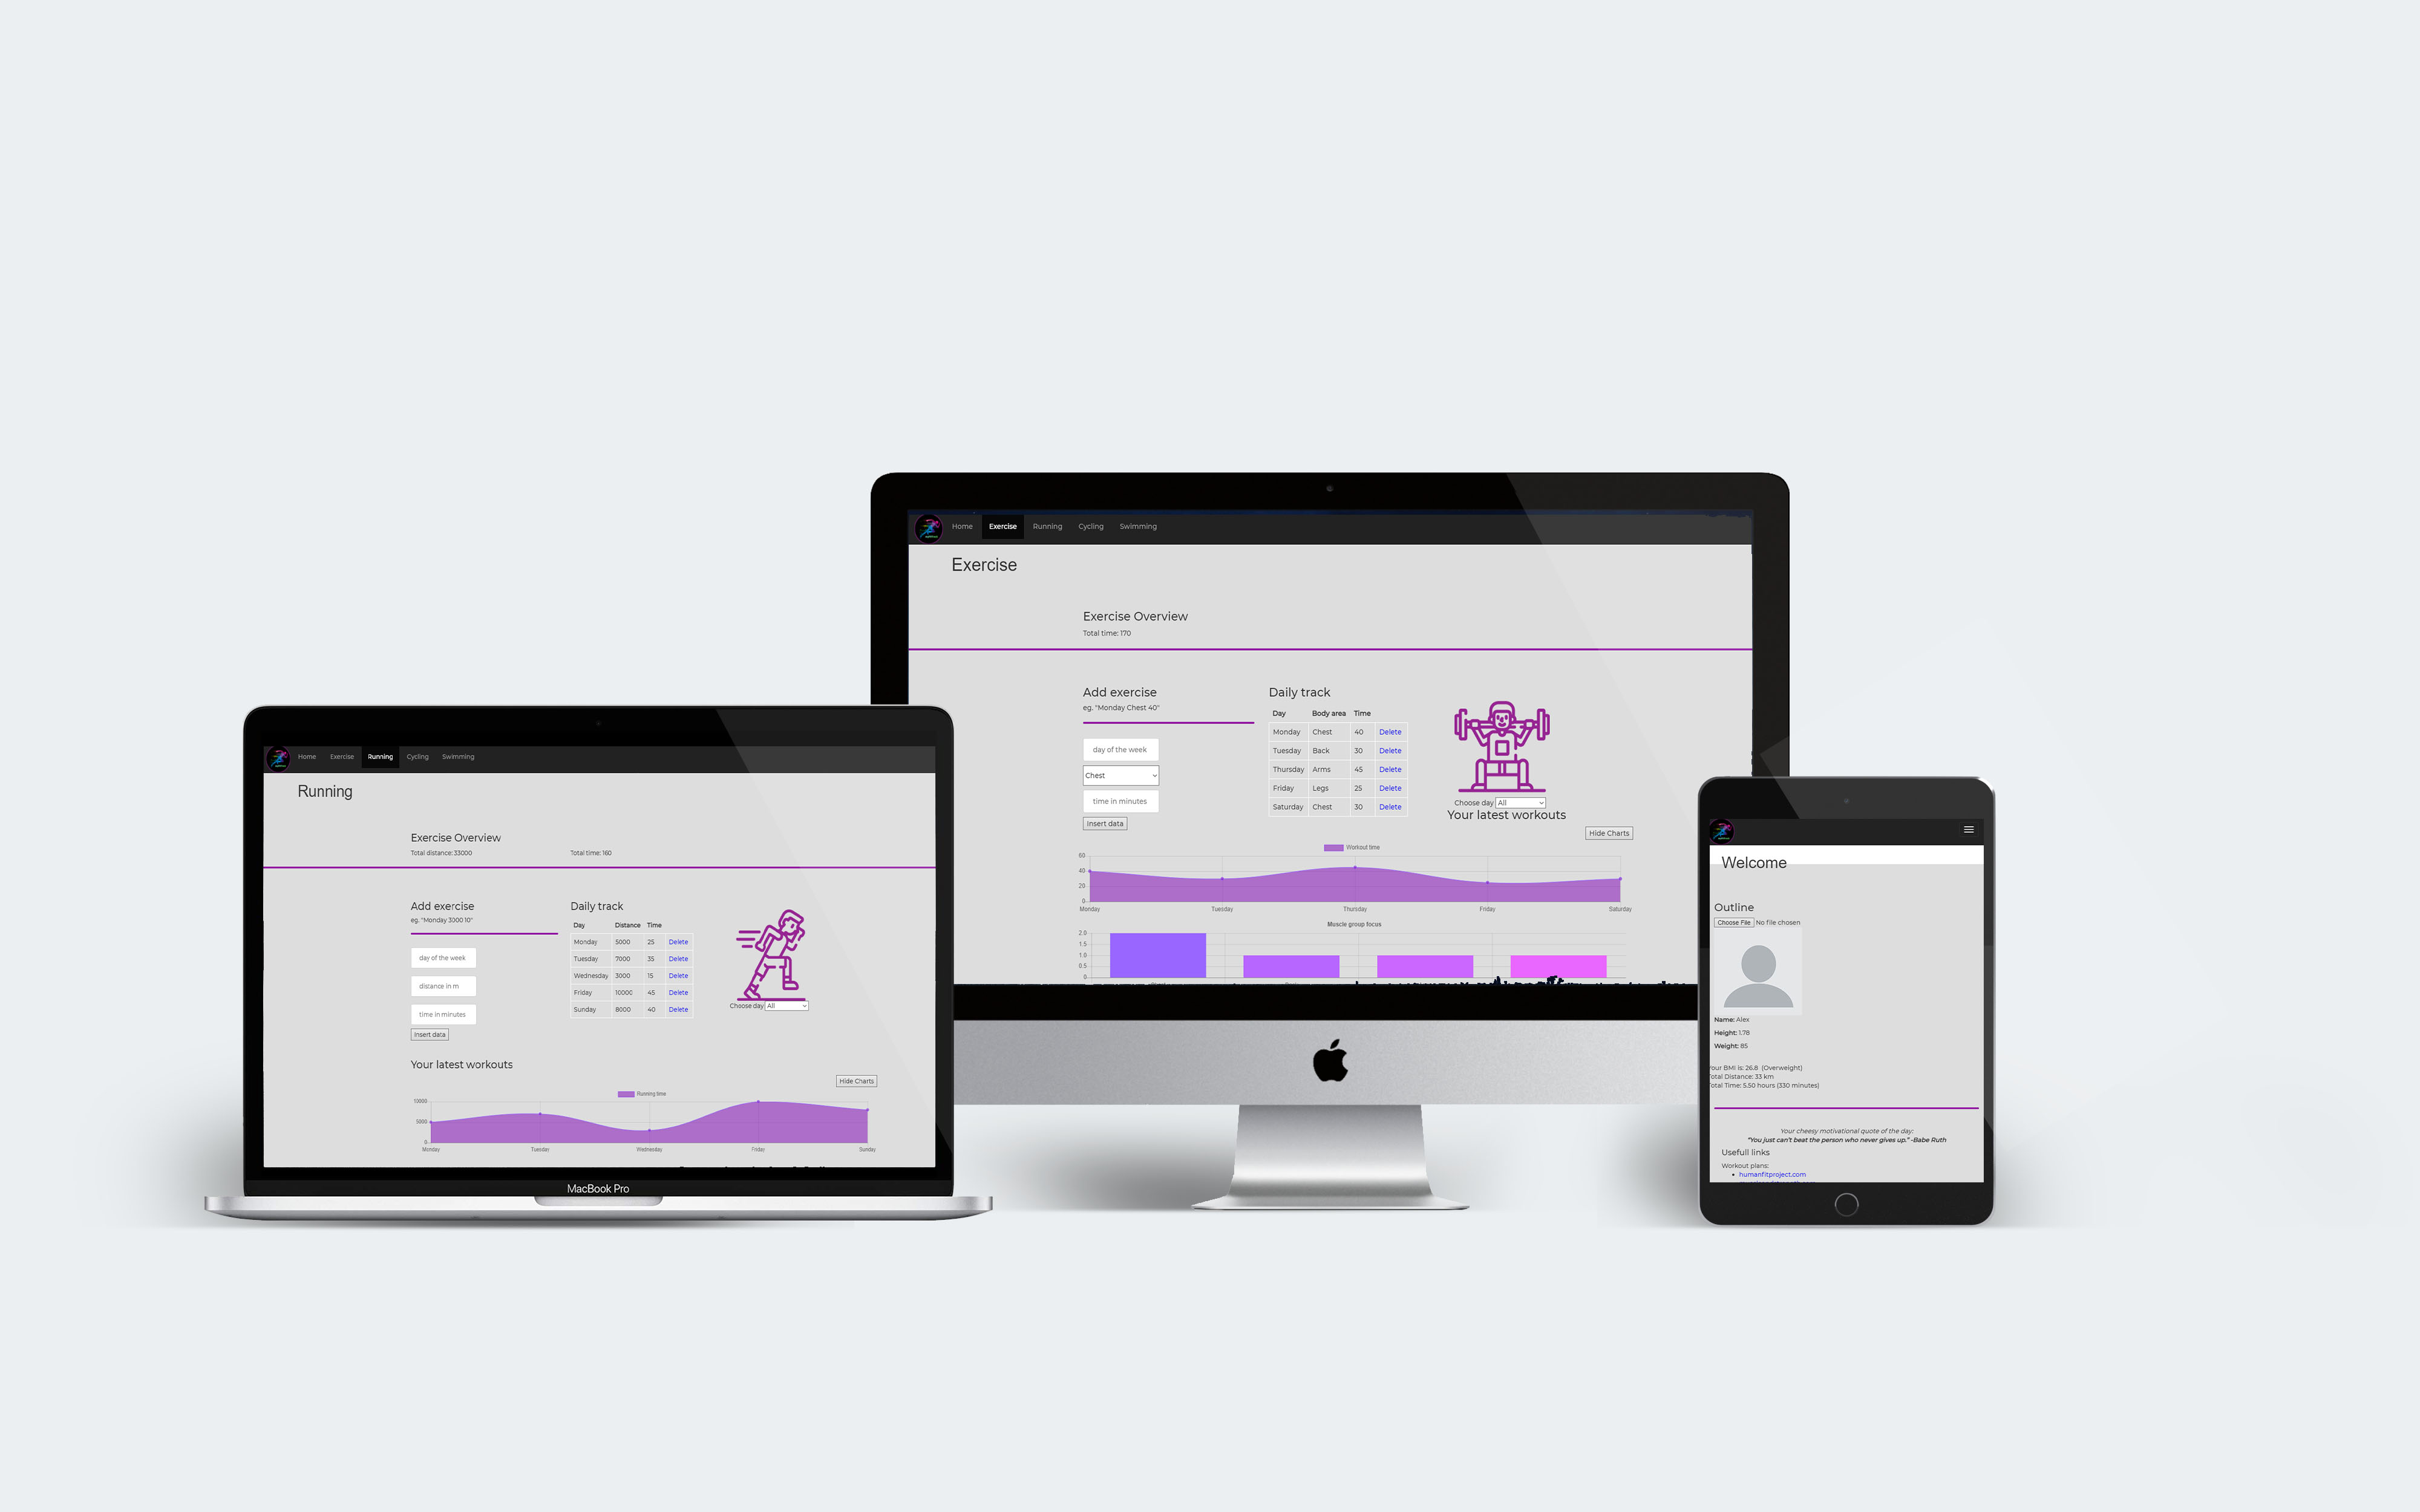 Home Exercise Running Cycling Swimming
Exercise
Exercise Overview
Total time: 170
Add exercise
eg. "Monday Chest 40"
day of the week
Chest
time in minutes
Insert data
Daily track
Day Body area Time
Monday Chest 40 Delete
Tuesday Back 30 Delete
Thursday Arms 45 Delete
Friday Legs 25 Delete
Saturday Chest 30 Delete
Choose day All
Your latest workouts
Hide Charts
Workout time
60
40
20
0
Monday Tuesday Thursday Friday Saturday
Muscle group focus
2.0
1.5
1.0
0.5
0
Home Exercise Running Cycling Swimming
Running
Exercise Overview
Total distance: 33000 Total time: 160
Add exercise
eg. "Monday 3000 10"
day of the week
distance in m
time in minutes
Insert data
Daily track
Day Distance Time
Monday 5000 25 Delete
Tuesday 7000 35 Delete
Wednesday 3000 15 Delete
Friday 10000 45 Delete
Sunday 8000 40 Delete
Choose day All
Your latest workouts
Hide Charts
Running time
10000
5000
0
Monday Tuesday Wednesday Friday Sunday
MacBook Pro
Welcome
Outline
Choose File No file chosen
Name: Alex
Height: 1.78
Weight: 85
Your BMI is: 26.8 (Overweight)
Total Distance: 33 km
Total Time: 5.50 hours (330 minutes)
Your cheesy motivational quote of the day:
"You just can't beat the person who never gives up." -Babe Ruth
Usefull links
Workout plans:
humanfitproject.com